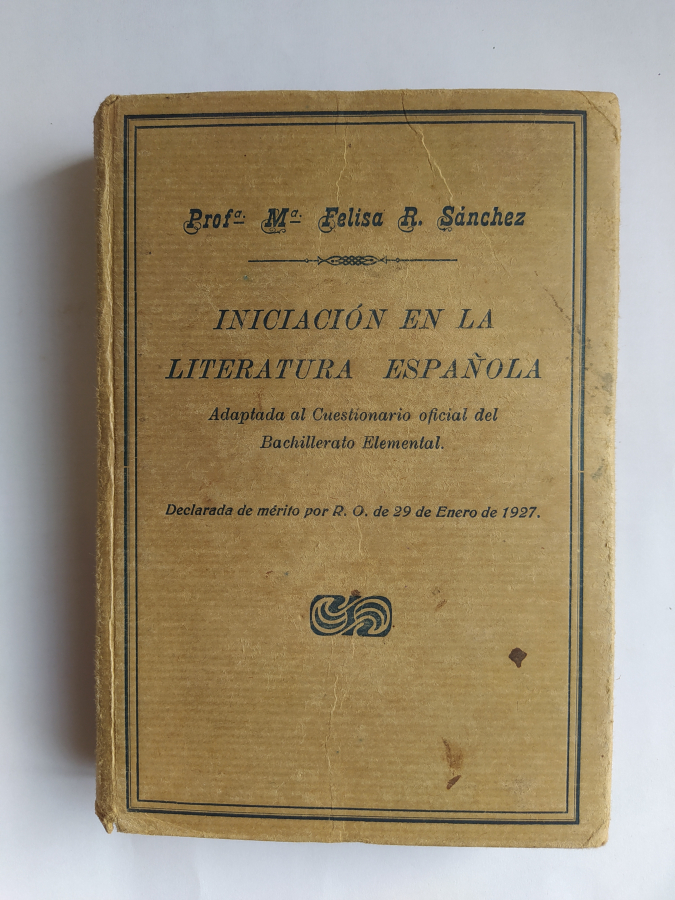 Profª. Mª. Felisa R. Sánchez
INICIACIÓN EN LA
LITERATURA ESPAÑOLA
Adaptada al Cuestionario oficial del
Bachillerato Elemental.
Declarada de mérito por R. O. de 29 de Enero de 1927.